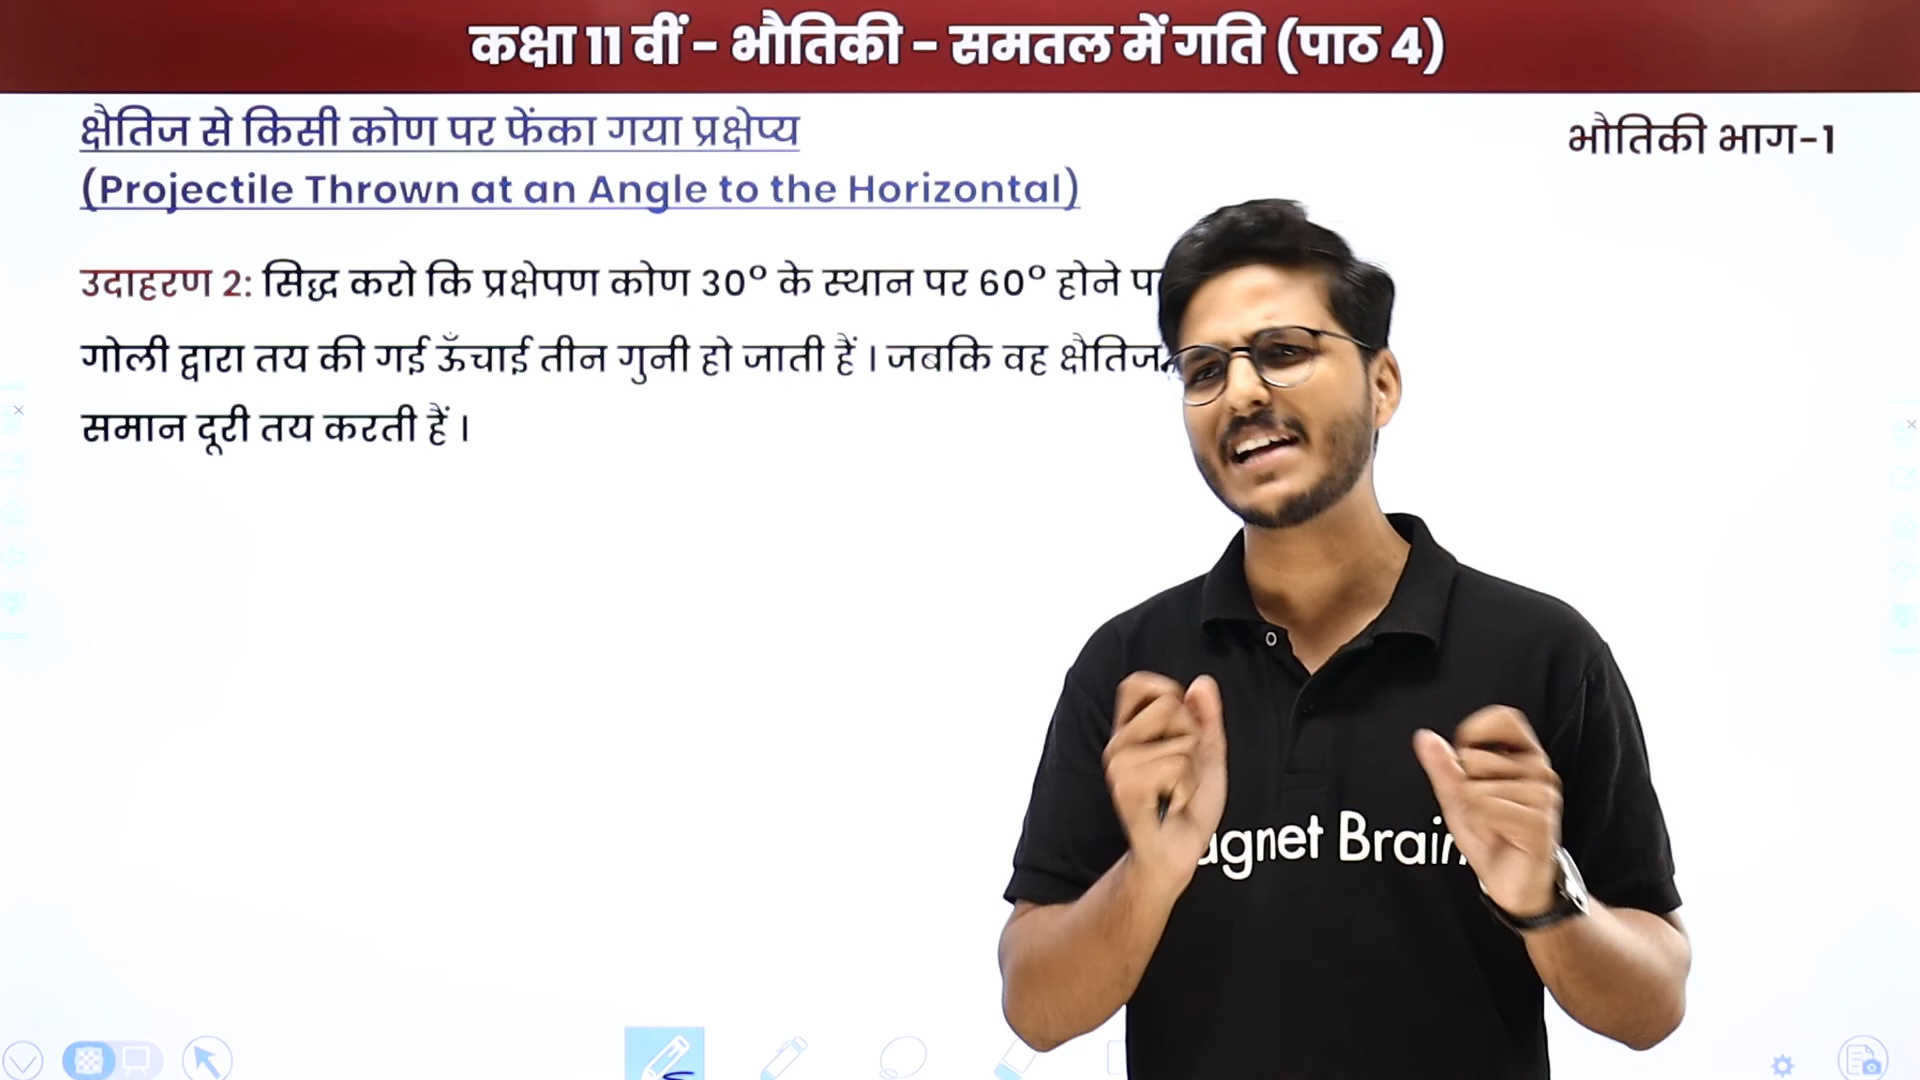 कक्षा 11 वीं - भौतिकी - समतल में गति (पाठ 4)
क्षैतिज से किसी कोण पर फेंका गया प्रक्षेप्य
भौतिकी भाग-1
(Projectile Thrown at an Angle to the Horizontal)
उदाहरण 2: सिद्ध करो कि प्रक्षेपण कोण 30° के स्थान पर 60° होने
गोली द्वारा तय की गई ऊँचाई तीन गुनी हो जाती हैं । जबकि वह क्षैतिज
समान दूरी तय करती हैं ।
agnet Brain